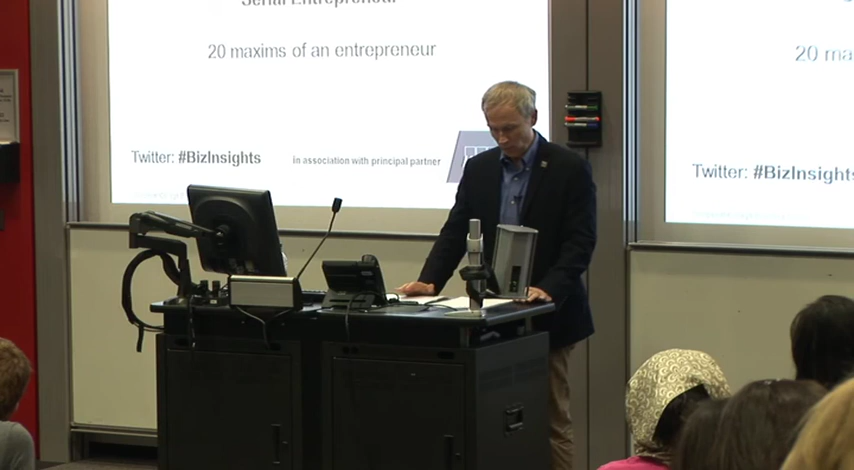 Serial Entrepreneur
20 maxims of an entrepreneur
Twitter: #BizInsights
in association with principal partner
20 ma
Twitter: #BizInsights